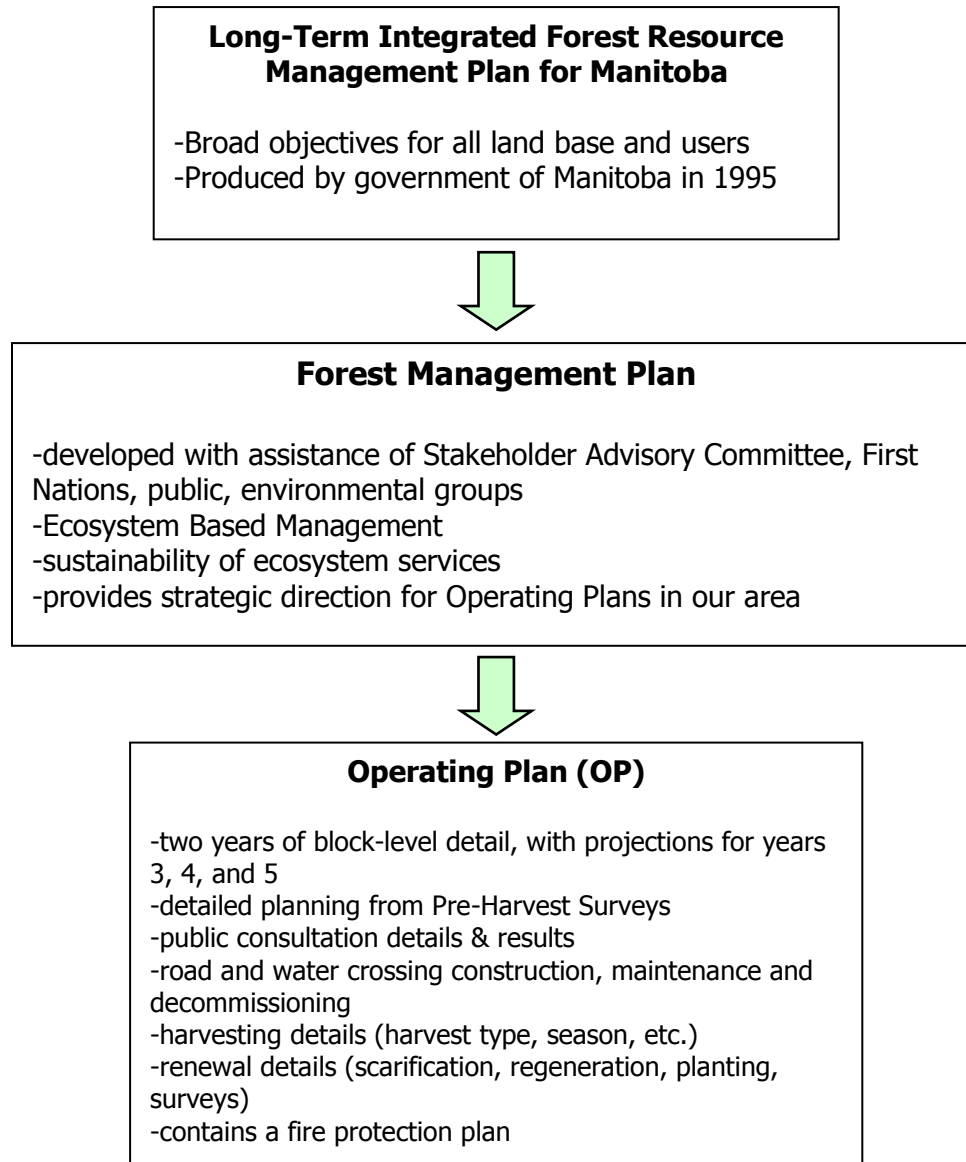 Long-Term Integrated Forest Resource
Management Plan for Manitoba
-Broad objectives for all land base and users
-Produced by government of Manitoba in 1995
Forest Management Plan
-developed with assistance of Stakeholder Advisory Committee, First
Nations, public, environmental groups
-Ecosystem Based Management
-sustainability of ecosystem services
-provides strategic direction for Operating Plans in our area
Operating Plan (OP)
-two years of block-level detail, with projections for years
3, 4, and 5
-detailed planning from Pre-Harvest Surveys
-public consultation details & results
-road and water crossing construction, maintenance and
decommissioning
-harvesting details (harvest type, season, etc.)
-renewal details (scarification, regeneration, planting,
surveys)
-contains a fire protection plan